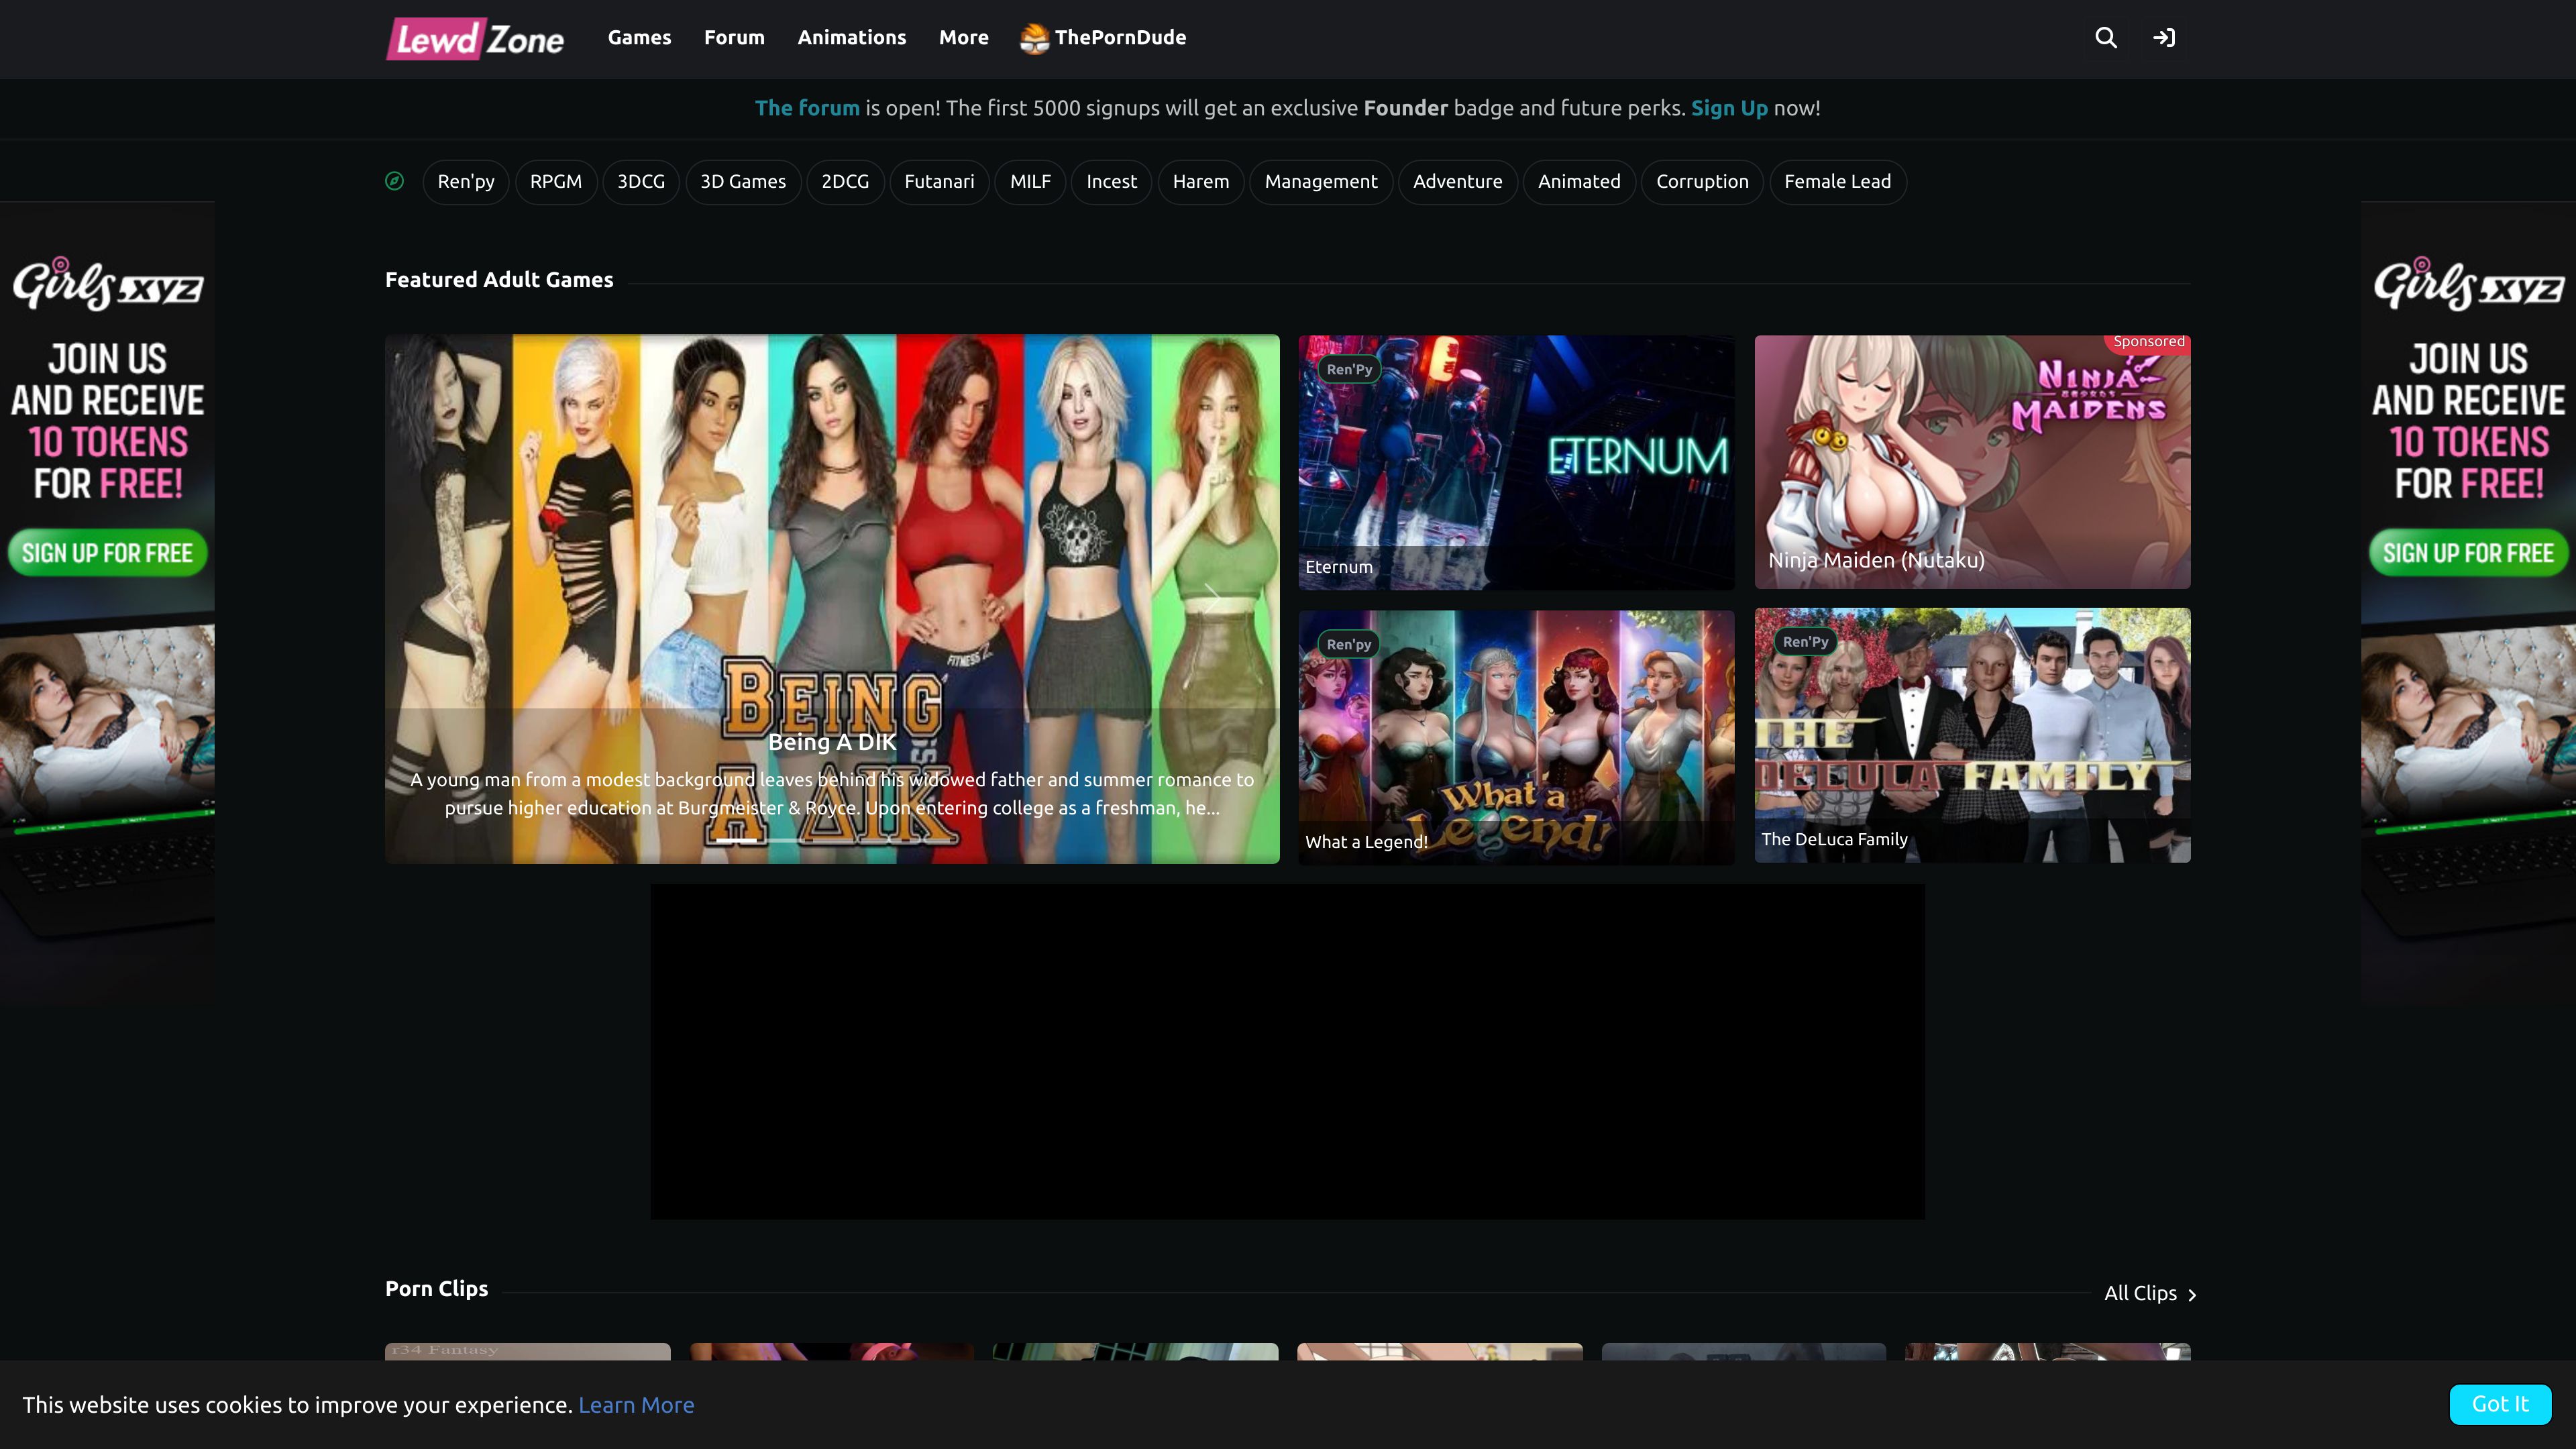 Lewd Zone
Games
Forum
Animations
More
ThePornDude
The forum is open! The first 5000 signups will get an exclusive Founder badge and future perks. Sign Up now!
Ren'py
RPGM
3DCG
3D Games
2DCG
Futanari
MILF
Incest
Harem
Management
Adventure
Animated
Corruption
Female Lead
Girls.xyz
JOIN US
AND RECEIVE
10 TOKENS
FOR FREE!
SIGN UP FOR FREE
Featured Adult Games
FITNESS
BEING
A ΔIK
Being A DIK
A young man from a modest background leaves behind his widowed father and summer romance to
pursue higher education at Burgmeister & Royce. Upon entering college as a freshman, he...
Ren'Py
ETERNUM
Eternum
Sponsored
NINJA
MAIDENS
Ninja Maiden (Nutaku)
Ren'py
What a
Legend!
What a Legend!
Ren'Py
THE
DELUCA FAMILY
The DeLuca Family
Girls.xyz
JOIN US
AND RECEIVE
10 TOKENS
FOR FREE!
SIGN UP FOR FREE
Porn Clips
All Clips
r34 Fantasy
This website uses cookies to improve your experience. Learn More
Got It